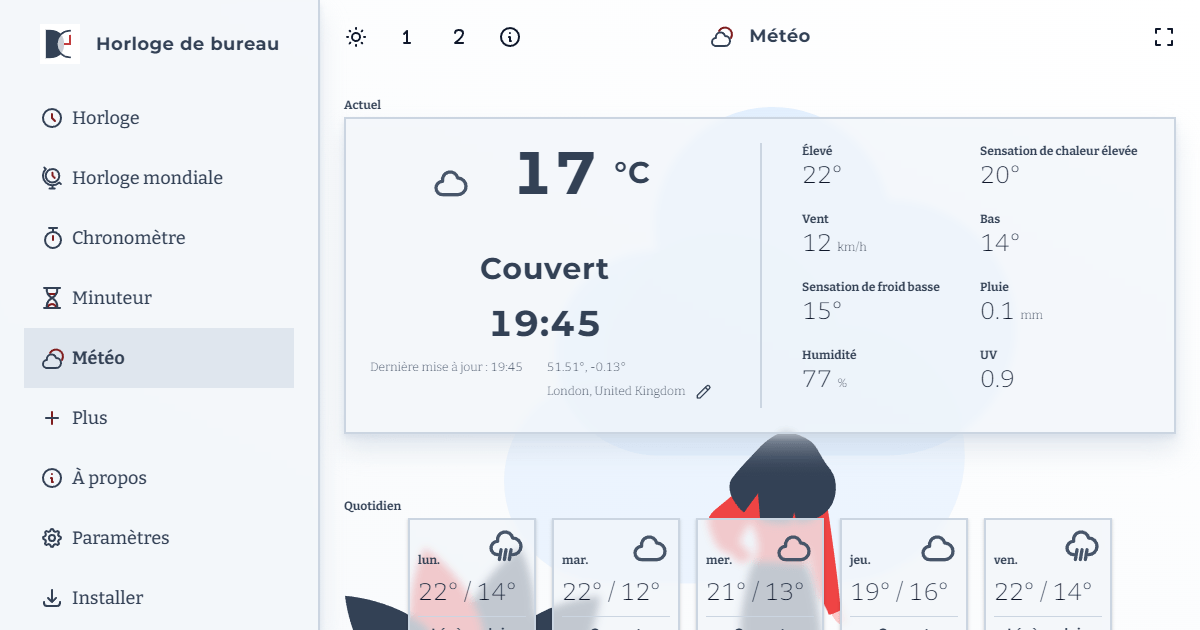 Horloge de bureau
Horloge
Horloge mondiale
Chronomètre
Minuteur
Météo
Plus
À propos
Paramètres
Installer
1 2
Météo
Actuel
17 °C
Couvert
19:45
Dernière mise à jour : 19:45
51.51°, -0.13°
London, United Kingdom
Élevé
22°
Sensation de chaleur élevée
20°
Vent
12 km/h
Bas
14°
Sensation de froid basse
15°
Pluie
0.1 mm
Humidité
77 %
UV
0.9
Quotidien
lun.
22° / 14°
mar.
22° / 12°
mer.
21° / 13°
jeu.
19° / 16°
ven.
22° / 14°